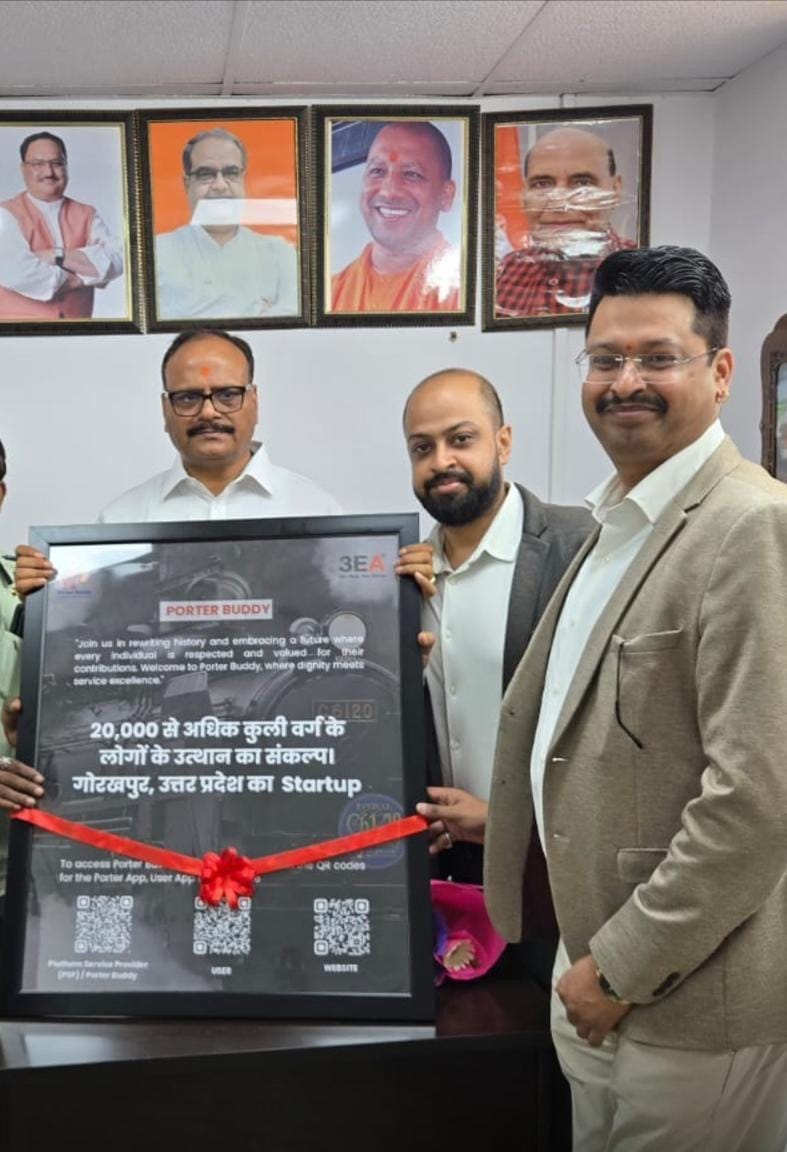 3EA
PORTER BUDDY
"Join us in rewriting history and embracing a future where
every individual is respected and valued for their
contributions. Welcome to Porter Buddy, where dignity meets
service excellence."
C6120
20,000 से अधिक कुली वर्ग के
लोगों के उत्थान का संकल्प।
गोरखपुर, उत्तर प्रदेश का Startup
To access Porter QR codes
for the Porter App, User App
Platform Service Provider
(PSP) / Porter Buddy
USER
WEBSITE